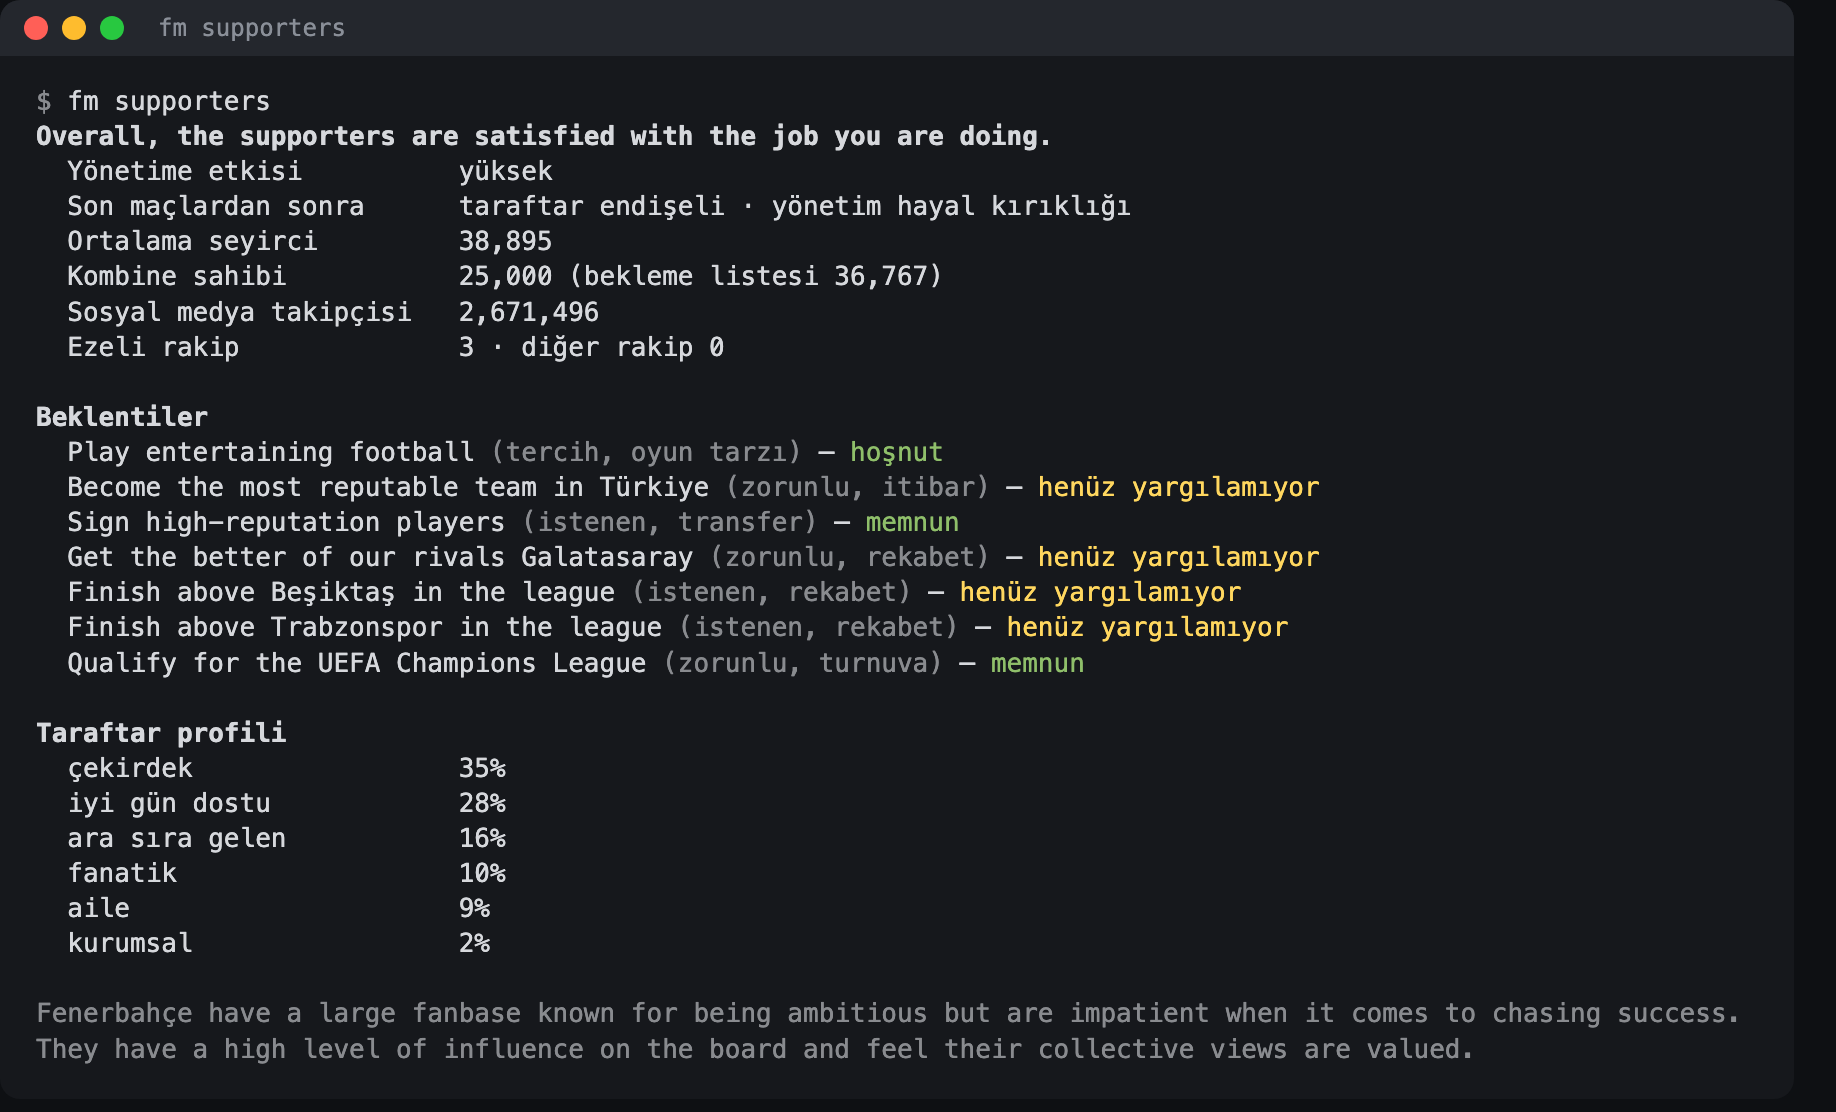 fm supporters
$ fm supporters
Overall, the supporters are satisfied with the job you are doing.
Yönetime etkisi yüksek
Son maçlardan sonra taraftar endişeli · yönetim hayal kırıklığı
Ortalama seyirci 38,895
Kombine sahibi 25,000 (bekleme listesi 36,767)
Sosyal medya takipçisi 2,671,496
Ezeli rakip 3 · diğer rakip 0
Beklentiler
Play entertaining football (tercih, oyun tarzı) — hoşnut
Become the most reputable team in Türkiye (zorunlu, itibar) — henüz yargılamıyor
Sign high-reputation players (istenen, transfer) — memnun
Get the better of our rivals Galatasaray (zorunlu, rekabet) — henüz yargılamıyor
Finish above Beşiktaş in the league (istenen, rekabet) — henüz yargılamıyor
Finish above Trabzonspor in the league (istenen, rekabet) — henüz yargılamıyor
Qualify for the UEFA Champions League (zorunlu, turnuva) — memnun
Taraftar profili
çekirdek 35%
iyi gün dostu 28%
ara sıra gelen 16%
fanatik 10%
aile 9%
kurumsal 2%
Fenerbahçe have a large fanbase known for being ambitious but are impatient when it comes to chasing success.
They have a high level of influence on the board and feel their collective views are valued.